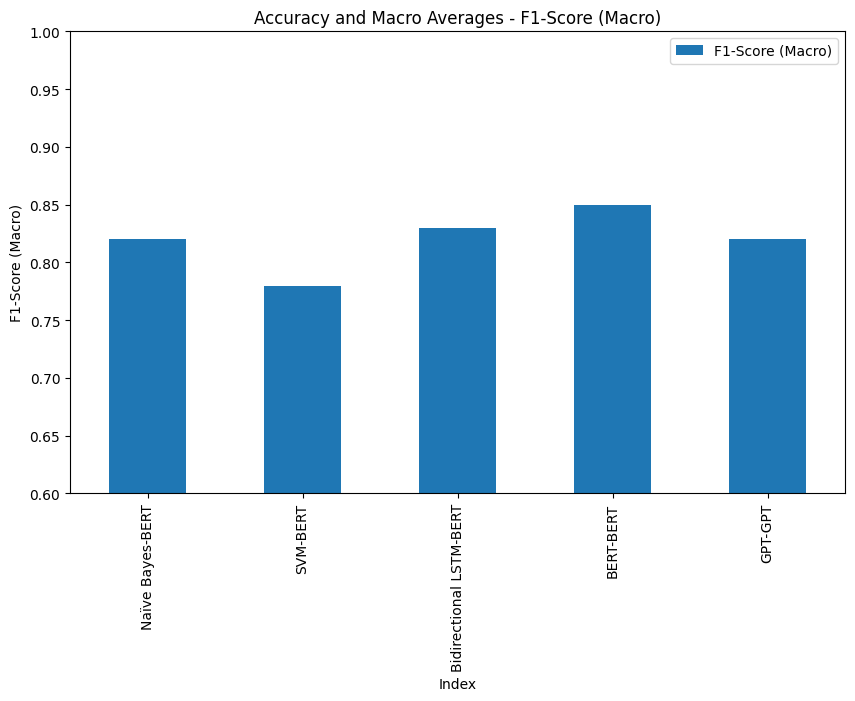 Accuracy and Macro Averages - F1-Score (Macro)
F1-Score (Macro)
1.00
0.95
0.90
0.85
0.80
0.75
0.70
0.65
0.60
F1-Score (Macro)
Naïve Bayes-BERT
SVM-BERT
Bidirectional LSTM-BERT
BERT-BERT
GPT-GPT
Index